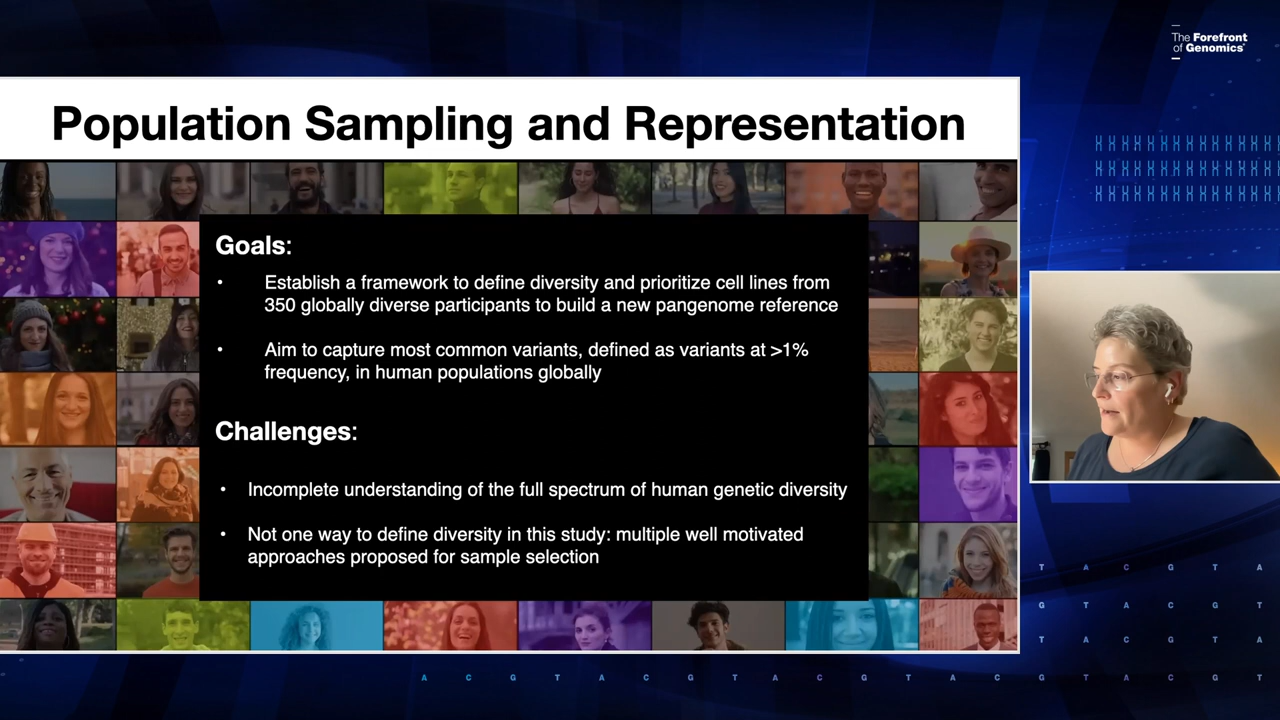 The Forefront
of Genomics®
Population Sampling and Representation
Goals:
• Establish a framework to define diversity and prioritize cell lines from
350 globally diverse participants to build a new pangenome reference
• Aim to capture most common variants, defined as variants at >1%
frequency, in human populations globally
Challenges:
• Incomplete understanding of the full spectrum of human genetic diversity
• Not one way to define diversity in this study: multiple well motivated
approaches proposed for sample selection
T A C G T A
G T A C G T
T A C G T A
A C G T A C G T A C G T A C G T A C G T